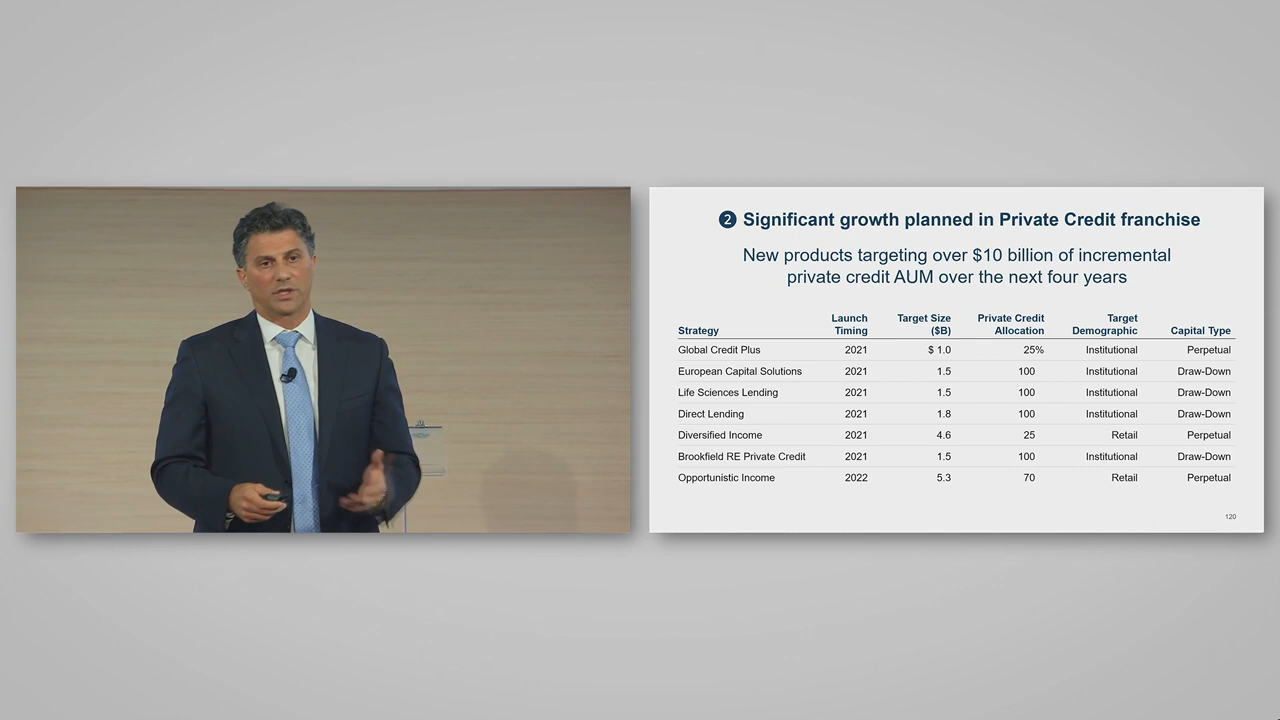 2 Significant growth planned in Private Credit franchise
New products targeting over $10 billion of incremental
private credit AUM over the next four years
Strategy Launch Timing Target Size ($B) Private Credit Allocation Target Demographic Capital Type
Global Credit Plus 2021 $ 1.0 25% Institutional Perpetual
European Capital Solutions 2021 1.5 100 Institutional Draw-Down
Life Sciences Lending 2021 1.5 100 Institutional Draw-Down
Direct Lending 2021 1.8 100 Institutional Draw-Down
Diversified Income 2021 4.6 25 Retail Perpetual
Brookfield RE Private Credit 2021 1.5 100 Institutional Draw-Down
Opportunistic Income 2022 5.3 70 Retail Perpetual
120